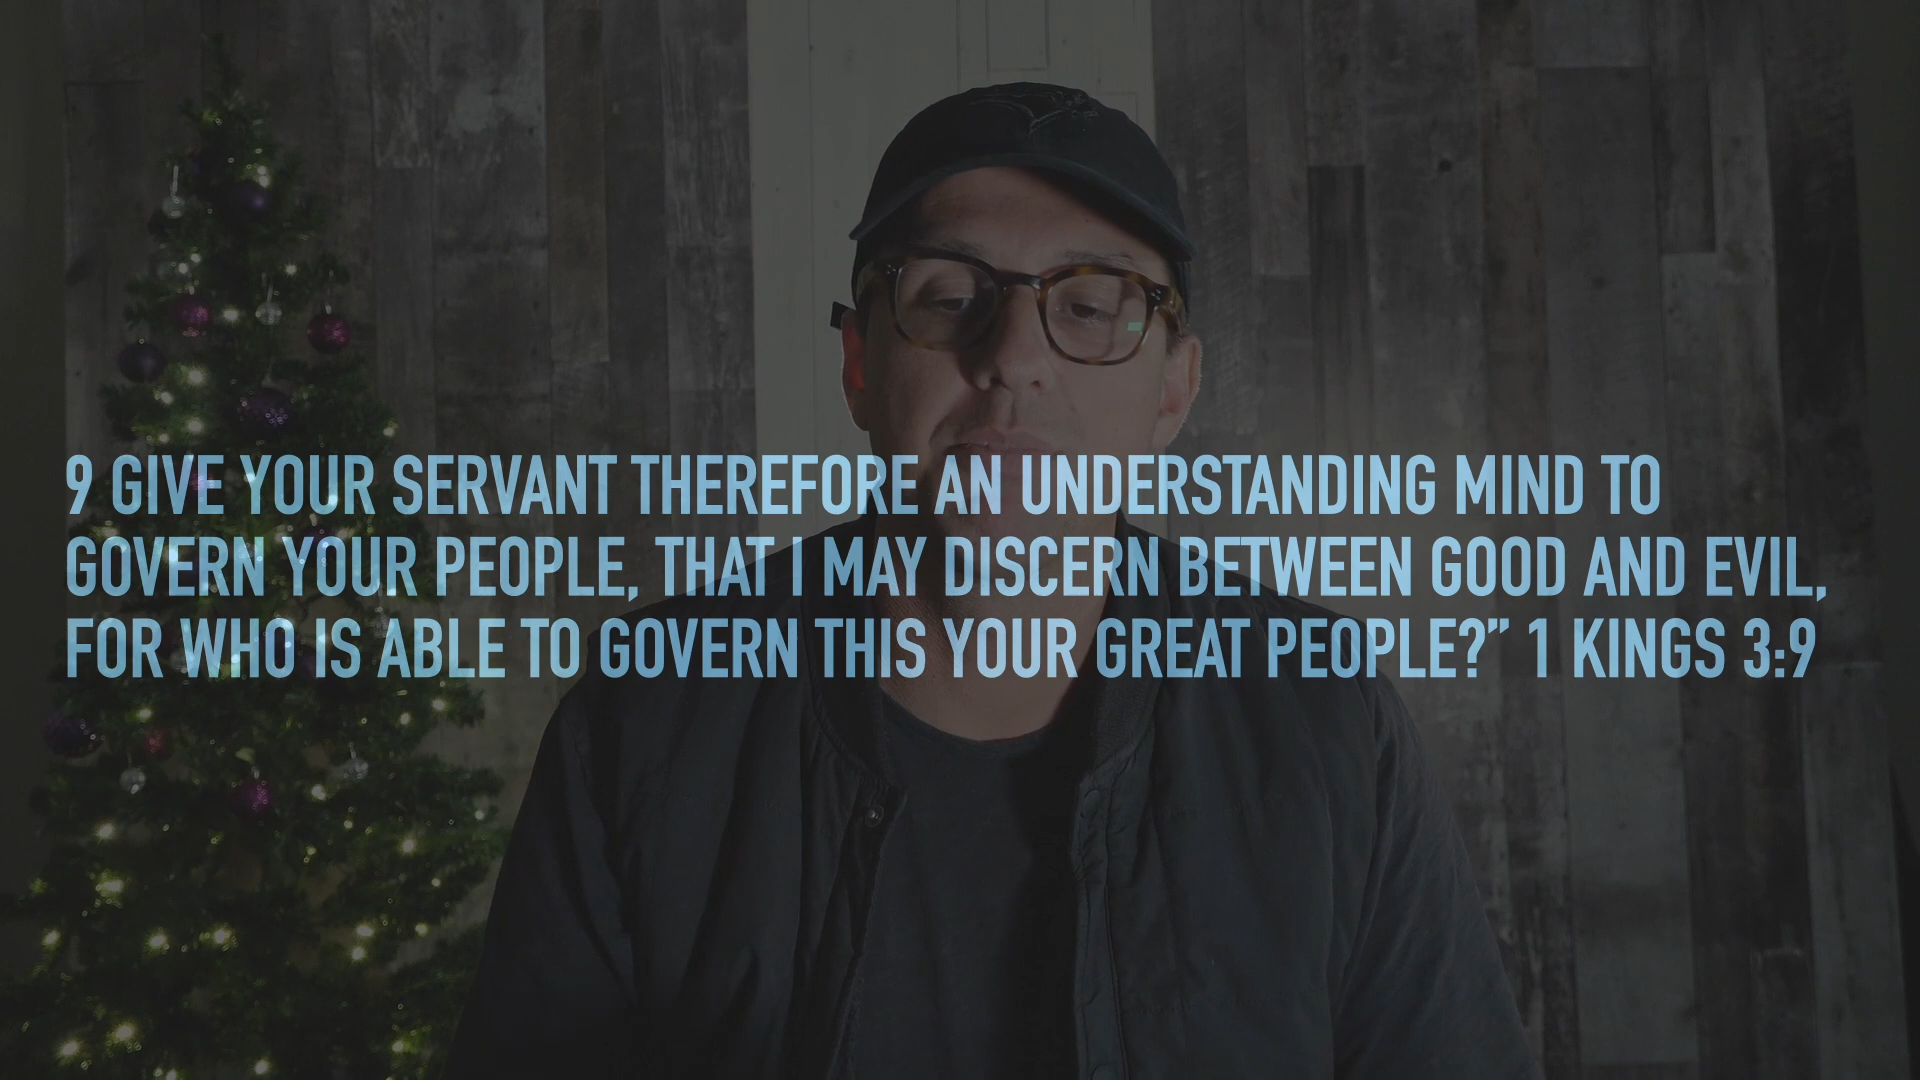 9 GIVE YOUR SERVANT THEREFORE AN UNDERSTANDING MIND TO
GOVERN YOUR PEOPLE, THAT I MAY DISCERN BETWEEN GOOD AND EVIL,
FOR WHO IS ABLE TO GOVERN THIS YOUR GREAT PEOPLE?” 1 KINGS 3:9